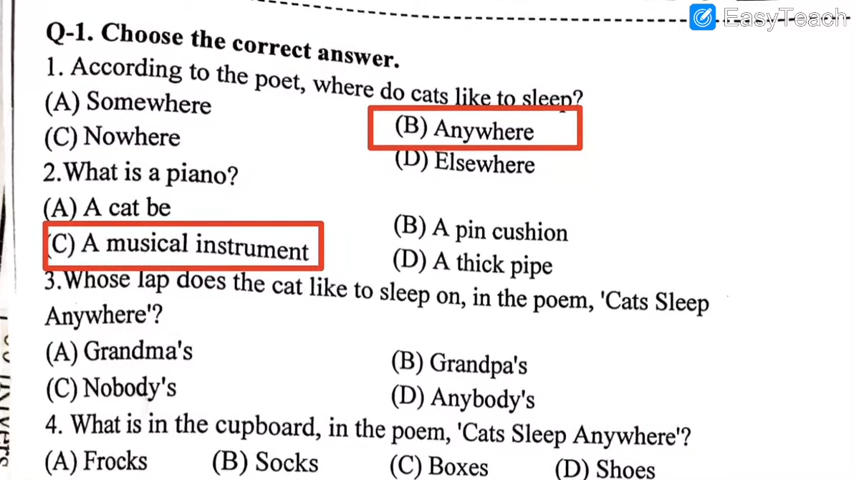 EasyTeach
Q-1. Choose the correct answer.
1. According to the poet, where do cats like to sleep?
(A) Somewhere (B) Anywhere
(C) Nowhere (D) Elsewhere
2.What is a piano?
(A) A cat be (B) A pin cushion
(C) A musical instrument (D) A thick pipe
3.Whose lap does the cat like to sleep on, in the poem, 'Cats Sleep
Anywhere'?
(A) Grandma's (B) Grandpa's
(C) Nobody's (D) Anybody's
4. What is in the cupboard, in the poem, 'Cats Sleep Anywhere'?
(A) Frocks (B) Socks (C) Boxes (D) Shoes